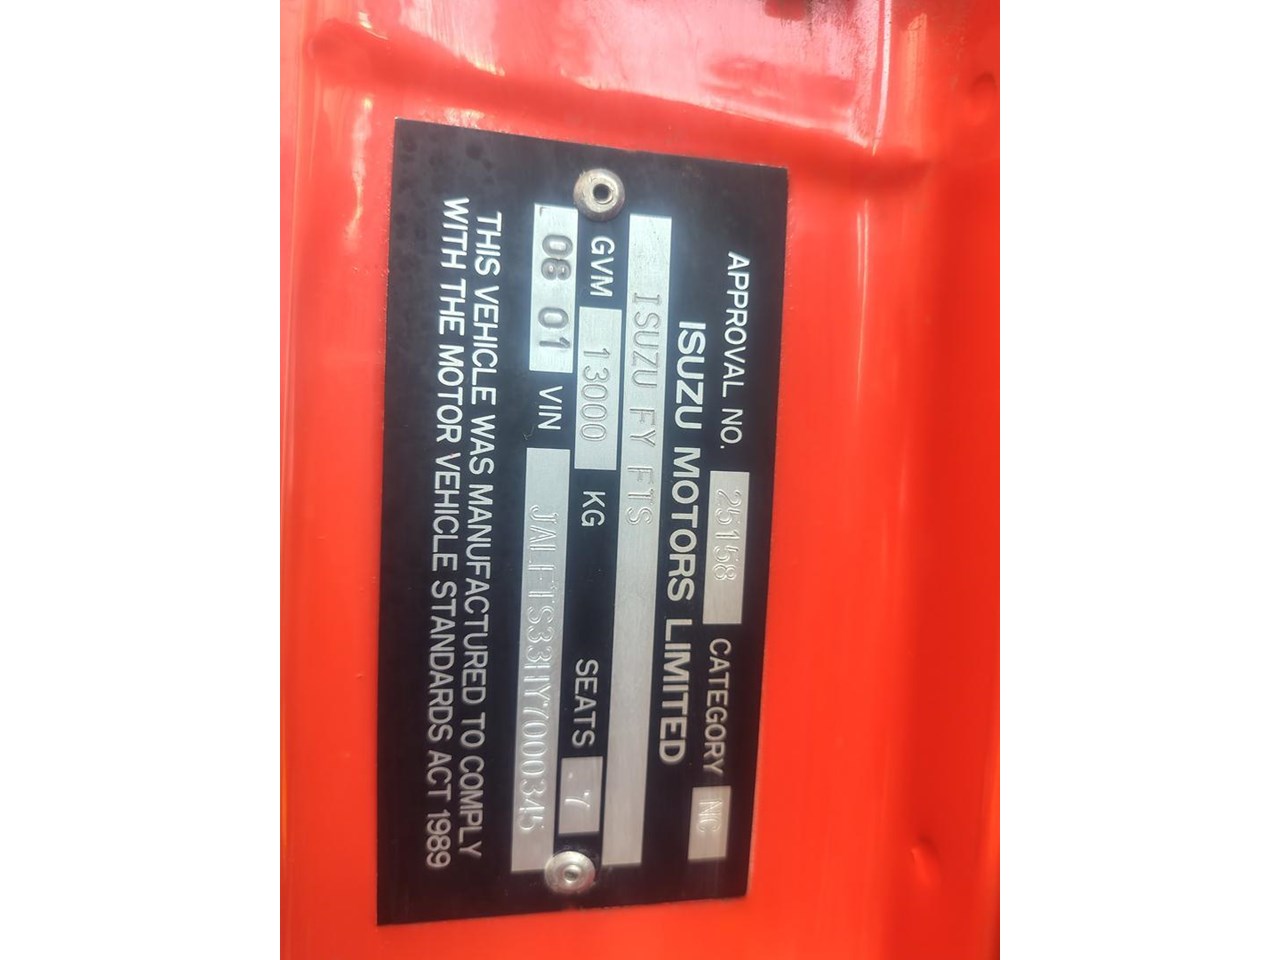 APPROVAL NO. 25158 CATEGORY NC
ISUZU MOTORS LIMITED
ISUZU FY FTS
GVM 13000 KG SEATS 7
08 01 VIN JALFTS33HY7000345
THIS VEHICLE WAS MANUFACTURED TO COMPLY
WITH THE MOTOR VEHICLE STANDARDS ACT 1989